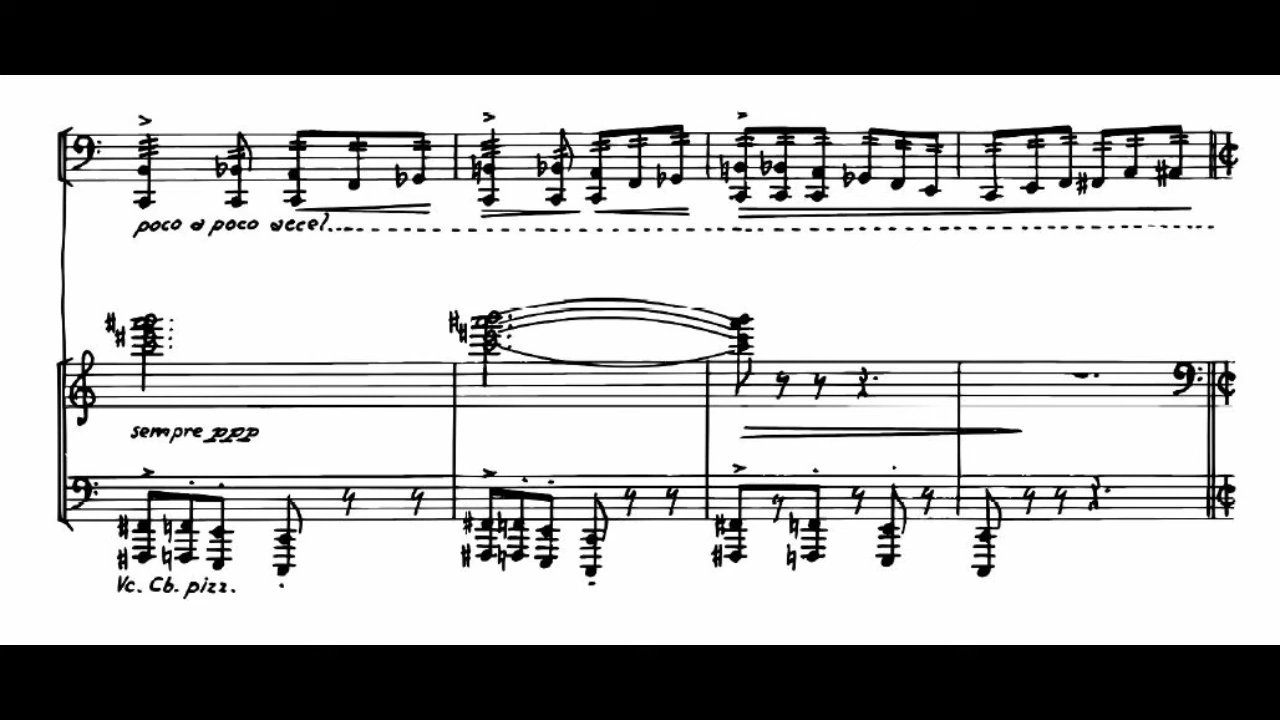 poco a poco accel....
sempre ppp
Vc. Cb. pizz.